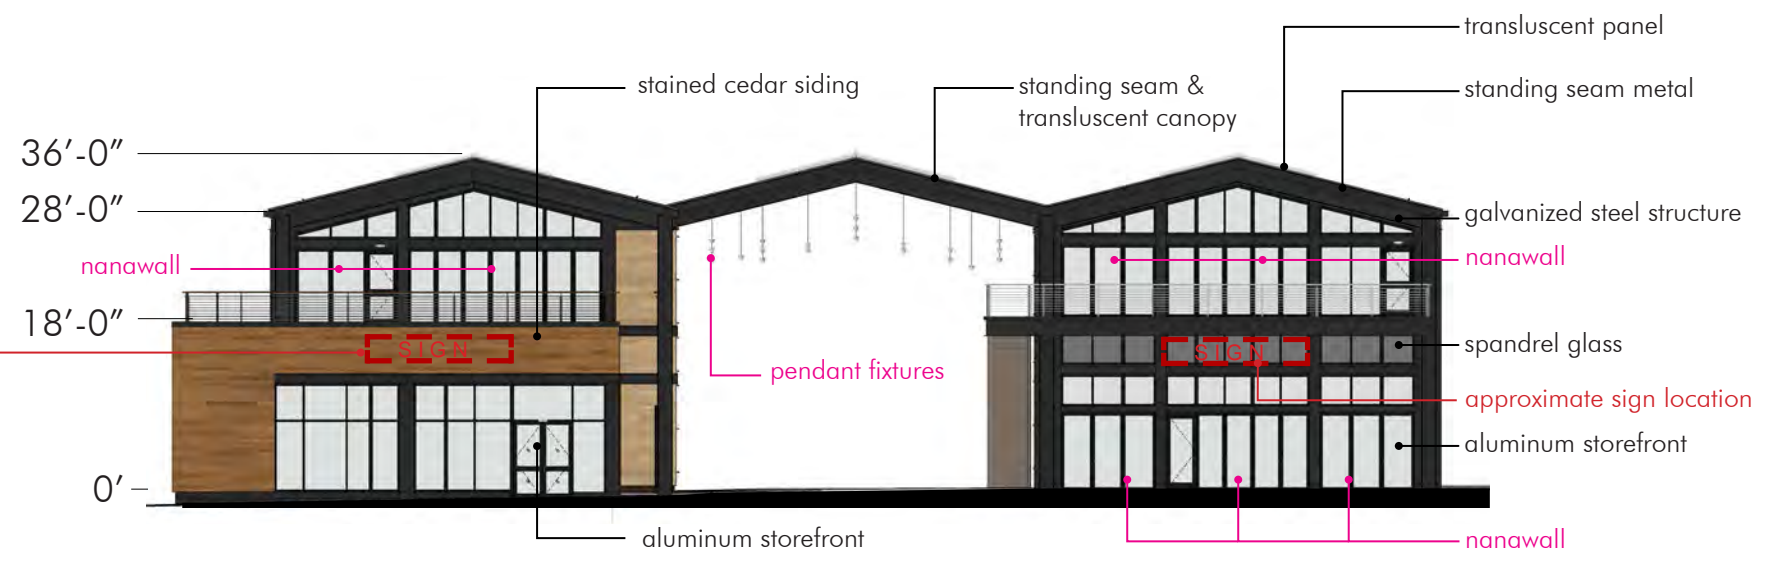 transluscent panel
stained cedar siding
standing seam &
transluscent canopy
standing seam metal
36'-0"
28'-0"
galvanized steel structure
nanawall
nanawall
18'-0"
SIGN
SIGN
spandrel glass
pendant fixtures
approximate sign location
aluminum storefront
0'
aluminum storefront
nanawall